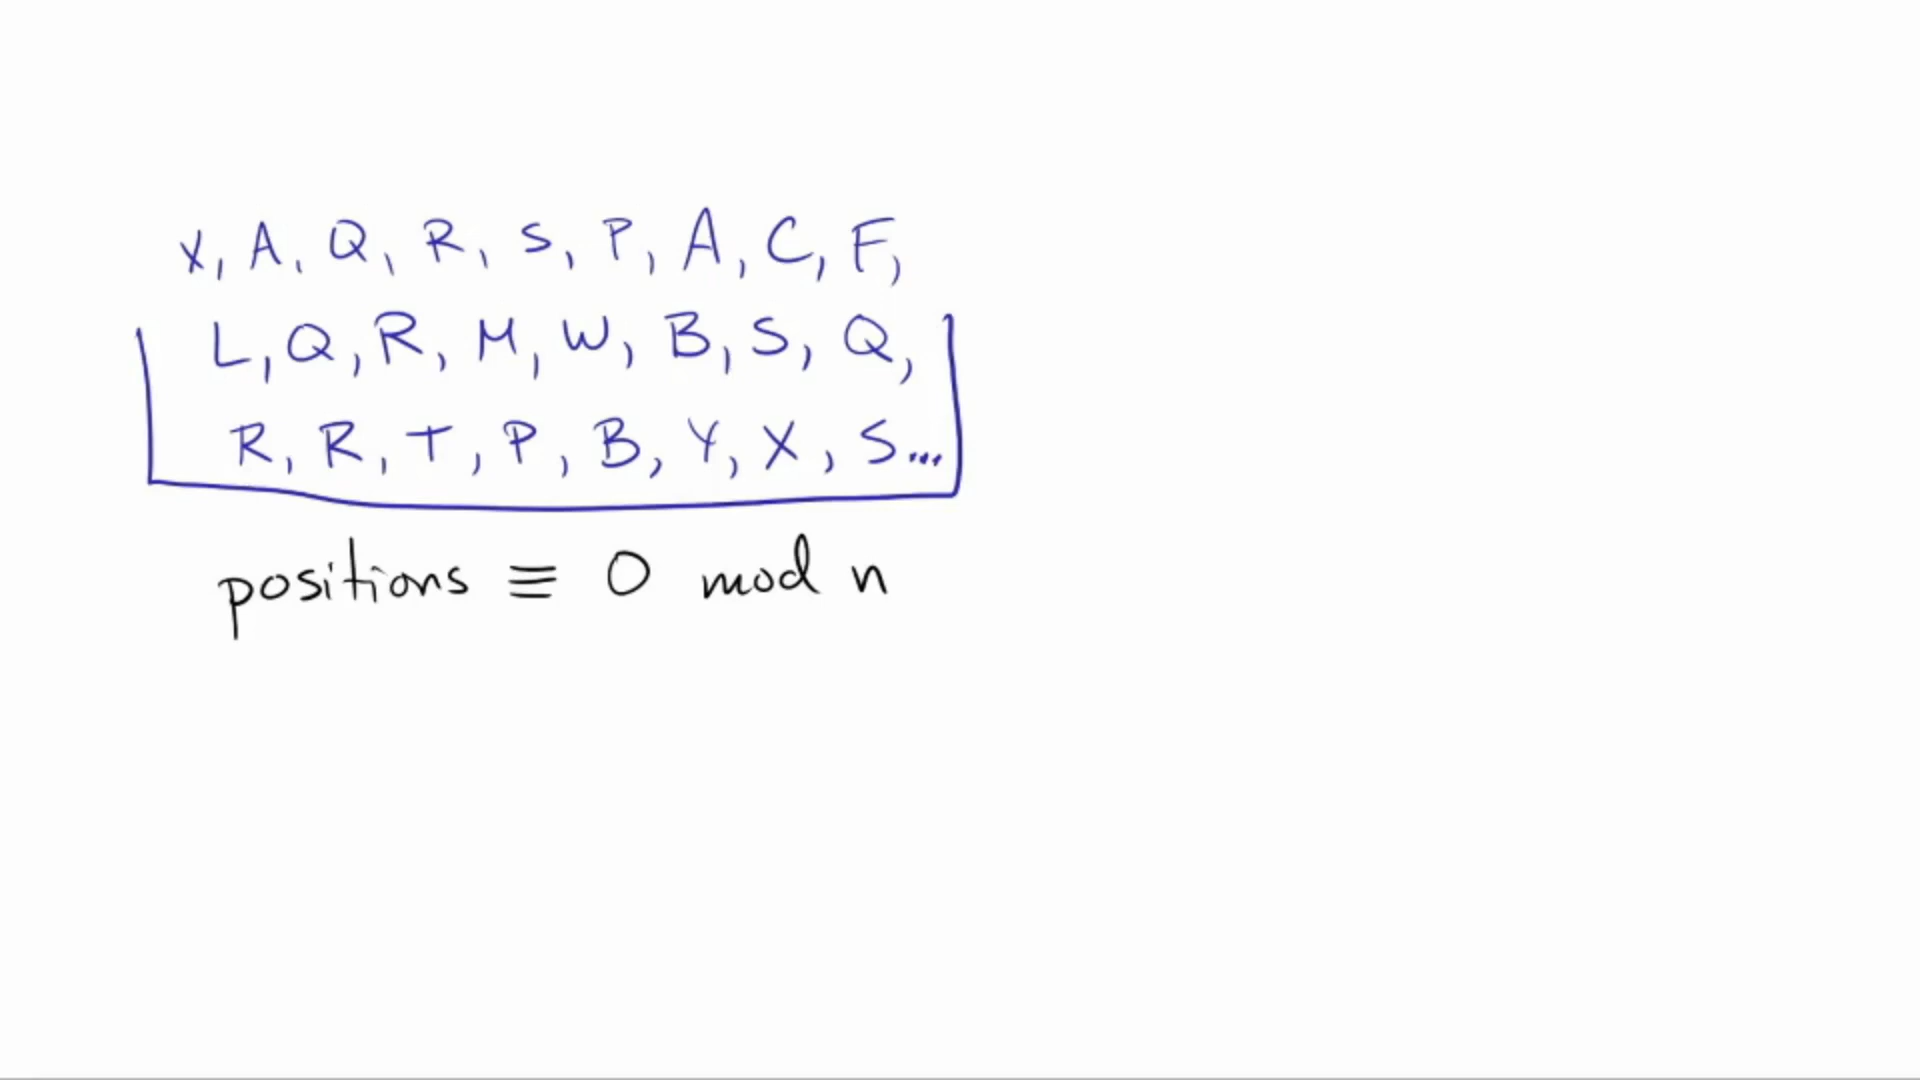 X, A, Q, R, S, P, A, C, F,
L, Q, R, M, W, B, S, Q,
R, R, T, P, B, Y, X, S...
positions ≡ 0 mod n